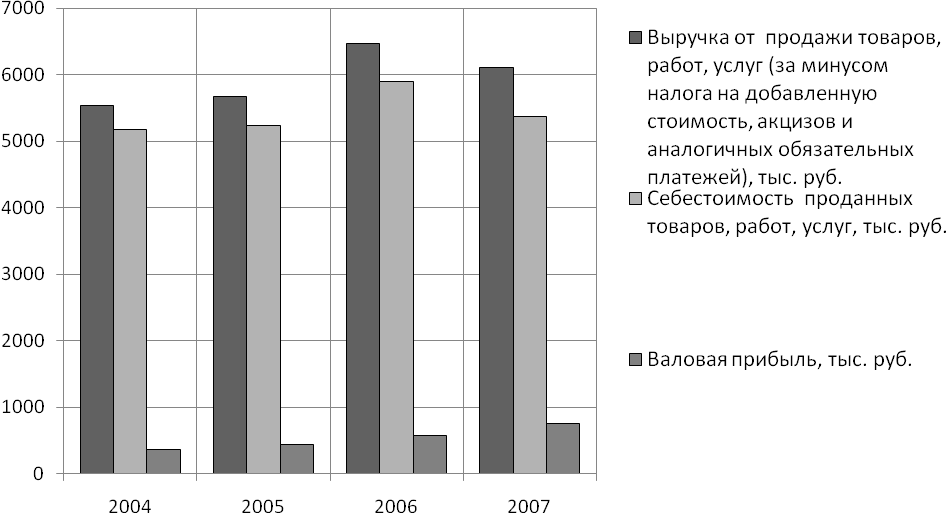 7000
6000
5000
4000
3000
2000
1000
0
2004
2005
2006
2007
Выручка от продажи товаров,
работ, услуг (за минусом
налога на добавленную
стоимость, акцизов и
аналогичных обязательных
платежей), тыс. руб.
Себестоимость проданных
товаров, работ, услуг, тыс. руб.
Валовая прибыль, тыс. руб.